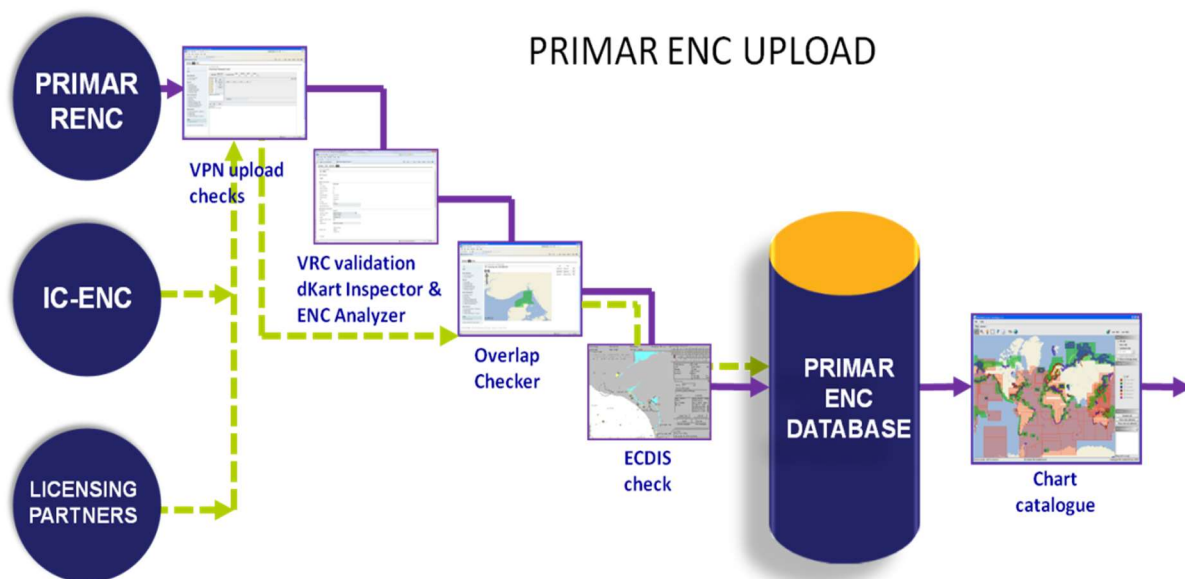 PRIMAR ENC UPLOAD
PRIMAR
RENC
VPN upload
checks
IC-ENC
VRC validation
dKart Inspector &
ENC Analyzer
Overlap
Checker
ECDIS
check
PRIMAR
ENC
DATABASE
Chart
catalogue
LICENSING
PARTNERS